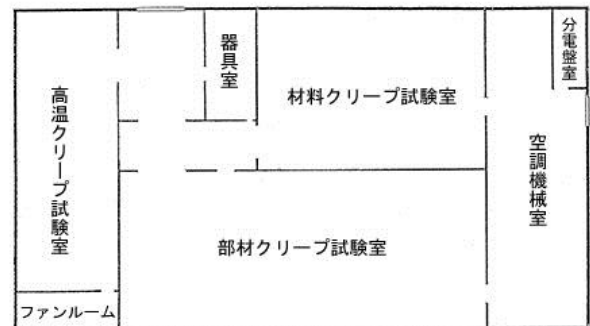 高温クリープ試験室
器具室
材料クリープ試験室
分電盤室
空調機械室
部材クリープ試験室
ファンルーム